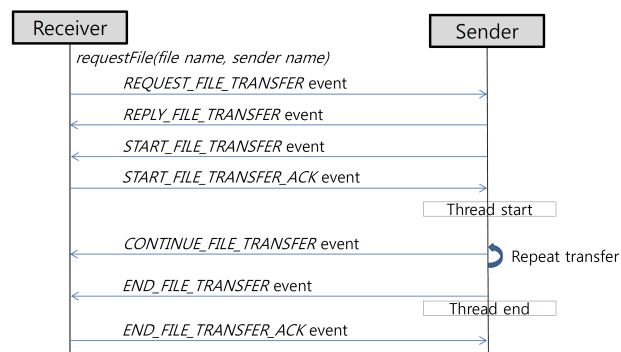 Receiver
Sender
requestFile(file name, sender name)
REQUEST_FILE_TRANSFER event
REPLY_FILE_TRANSFER event
START_FILE_TRANSFER event
START_FILE_TRANSFER_ACK event
Thread start
CONTINUE_FILE_TRANSFER event
Repeat transfer
END_FILE_TRANSFER event
Thread end
END_FILE_TRANSFER_ACK event